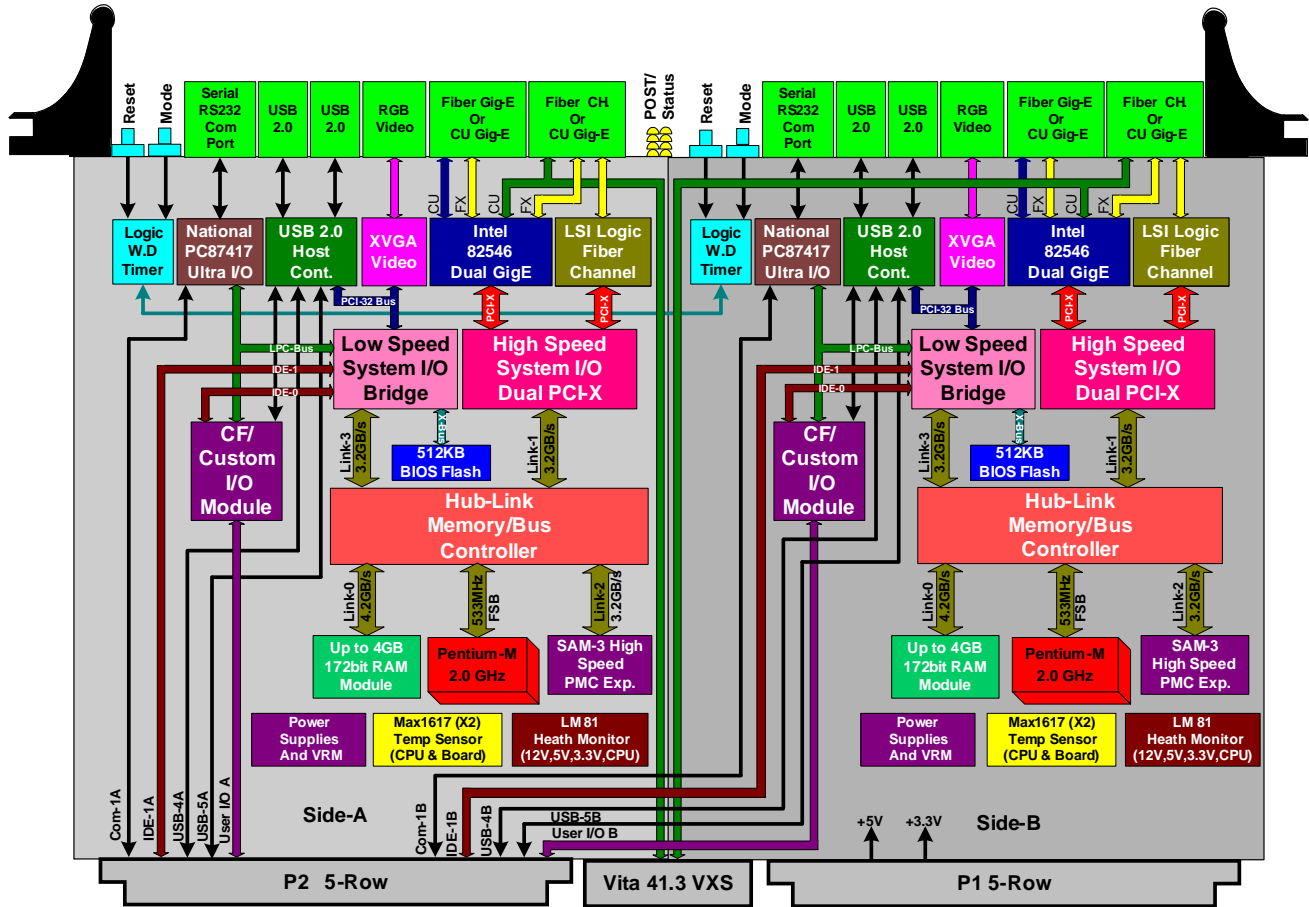 Reset
Mode
Serial
RS232
Com
Port
USB
2.0
USB
2.0
RGB
Video
Fiber Gig-E
Or
CU Gig-E
Fiber CH.
Or
CU Gig-E
POST/
Status
Reset
Mode
Serial
RS232
Com
Port
USB
2.0
USB
2.0
RGB
Video
Fiber Gig-E
Or
CU Gig-E
Fiber CH.
Or
CU Gig-E
CU
FX
CU
FX
CU
FX
CU
FX
Logic
W.D
Timer
National
PC87417
Ultra I/O
USB 2.0
Host
Cont.
XVGA
Video
Intel
82546
Dual GigE
LSI Logic
Fiber
Channel
Logic
W.D
Timer
National
PC87417
Ultra I/O
USB 2.0
Host
Cont.
XVGA
Video
Intel
82546
Dual GigE
LSI Logic
Fiber
Channel
PCI-32 Bus
PCI-X
PCI-X
PCI-32 Bus
PCI-X
PCI-X
LPC-Bus
IDE-1
IDE-0
Low Speed
System I/O
Bridge
High Speed
System I/O
Dual PCI-X
LPC-Bus
IDE-1
IDE-0
Low Speed
System I/O
Bridge
High Speed
System I/O
Dual PCI-X
CF/
Custom
I/O
Module
Link-3
3.2GB/s
X-Bus
512KB
BIOS Flash
Link-1
3.2GB/s
CF/
Custom
I/O
Module
Link-3
3.2GB/s
X-Bus
512KB
BIOS Flash
Link-1
3.2GB/s
Hub-Link
Memory/Bus
Controller
Hub-Link
Memory/Bus
Controller
Link-0
4.2GB/s
533MHz
FSB
Link-2
3.2GB/s
Link-0
4.2GB/s
533MHz
FSB
Link-2
3.2GB/s
Up to 4GB
172bit RAM
Module
Pentium-M
2.0 GHz
SAM-3 High
Speed
PMC Exp.
Up to 4GB
172bit RAM
Module
Pentium-M
2.0 GHz
SAM-3
High Speed
PMC Exp.
Power
Supplies
And VRM
Max1617 (X2)
Temp Sensor
(CPU & Board)
LM 81
Heath Monitor
(12V,5V,3.3V,CPU)
Power
Supplies
And VRM
Max1617 (X2)
Temp Sensor
(CPU & Board)
LM 81
Heath Monitor
(12V,5V,3.3V,CPU)
Com-1A
IDE-1A
USB-4A
USB-5A
User I/O A
Side-A
Com-1B
IDE-1B
USB-4B
USB-5B
User I/O B
+5V
+3.3V
Side-B
P2 5-Row
Vita 41.3 VXS
P1 5-Row